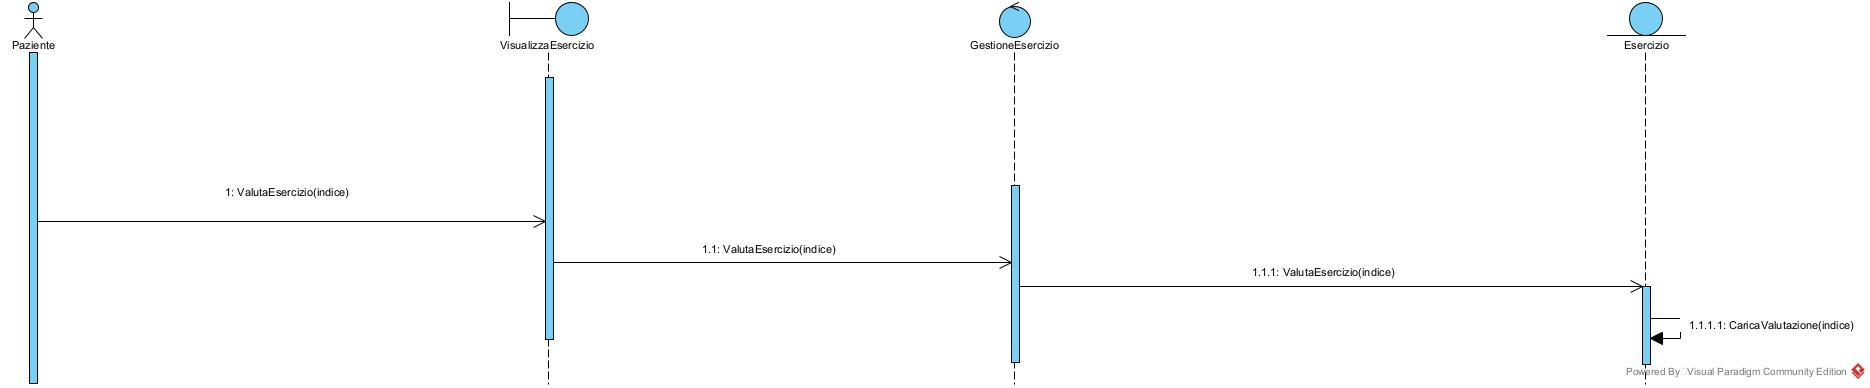 Paziente
VisualizzaEsercizio
GestioneEsercizio
Esercizio
1: ValutaEsercizio(indice)
1.1: ValutaEsercizio(indice)
1.1.1: ValutaEsercizio(indice)
1.1.1.1: CaricaValutazione(indice)
Powered By Visual Paradigm Community Edition